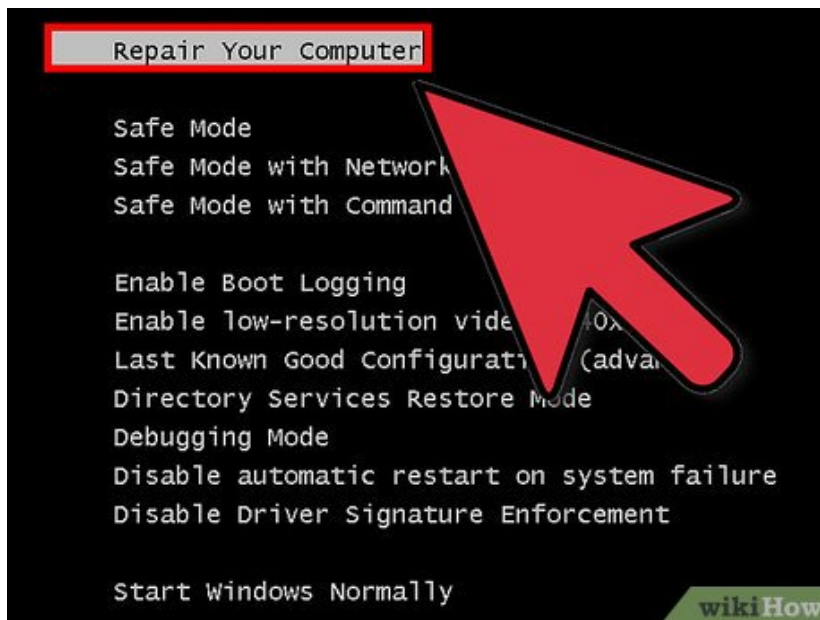 Repair Your Computer
Safe Mode
Safe Mode with Network
Safe Mode with Command
Enable Boot Logging
Enable low-resolution
Last Known Good (advan
Directory Services Restore Mode
Debugging Mode
Disable automatic restart on system failure
Disable Driver Signature Enforcement
Start Windows Normally
wikiHow